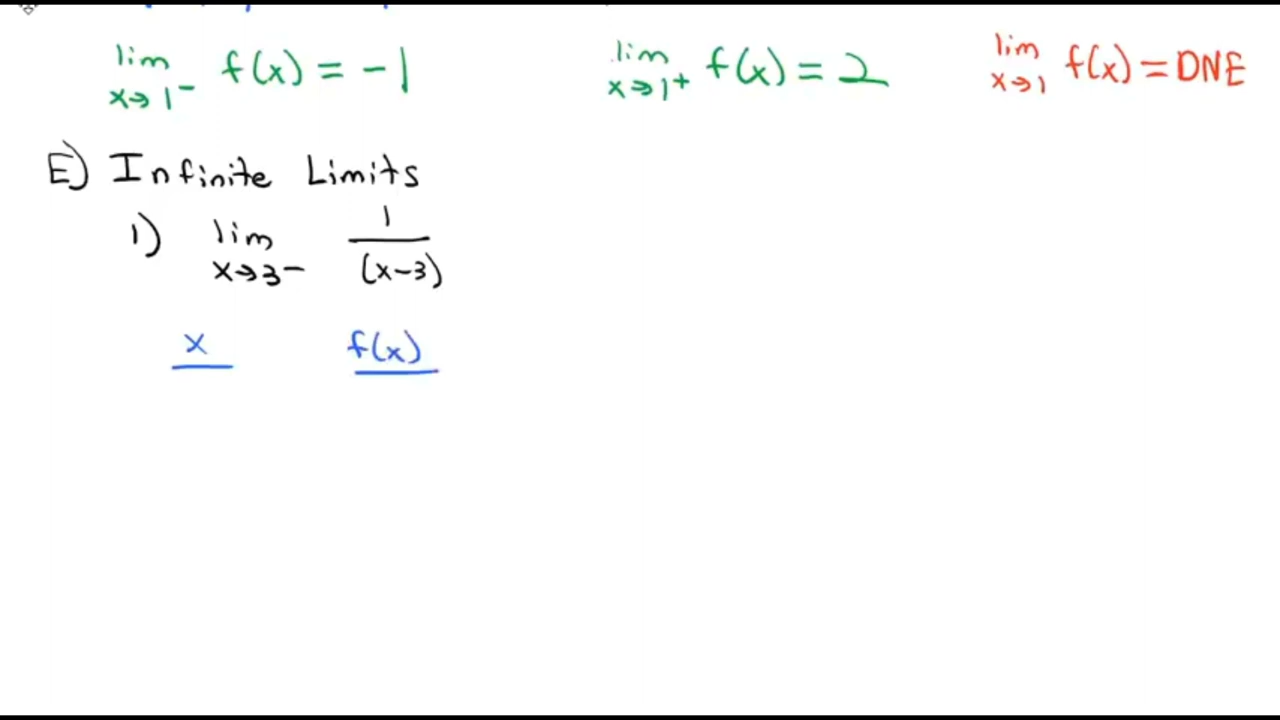 lim x→1⁻ f(x) = -1 lim x→1⁺ f(x) = 2 lim x→1 f(x) = DNE
E) Infinite Limits
1) lim x→3⁻ 1/(x-3)
x f(x)